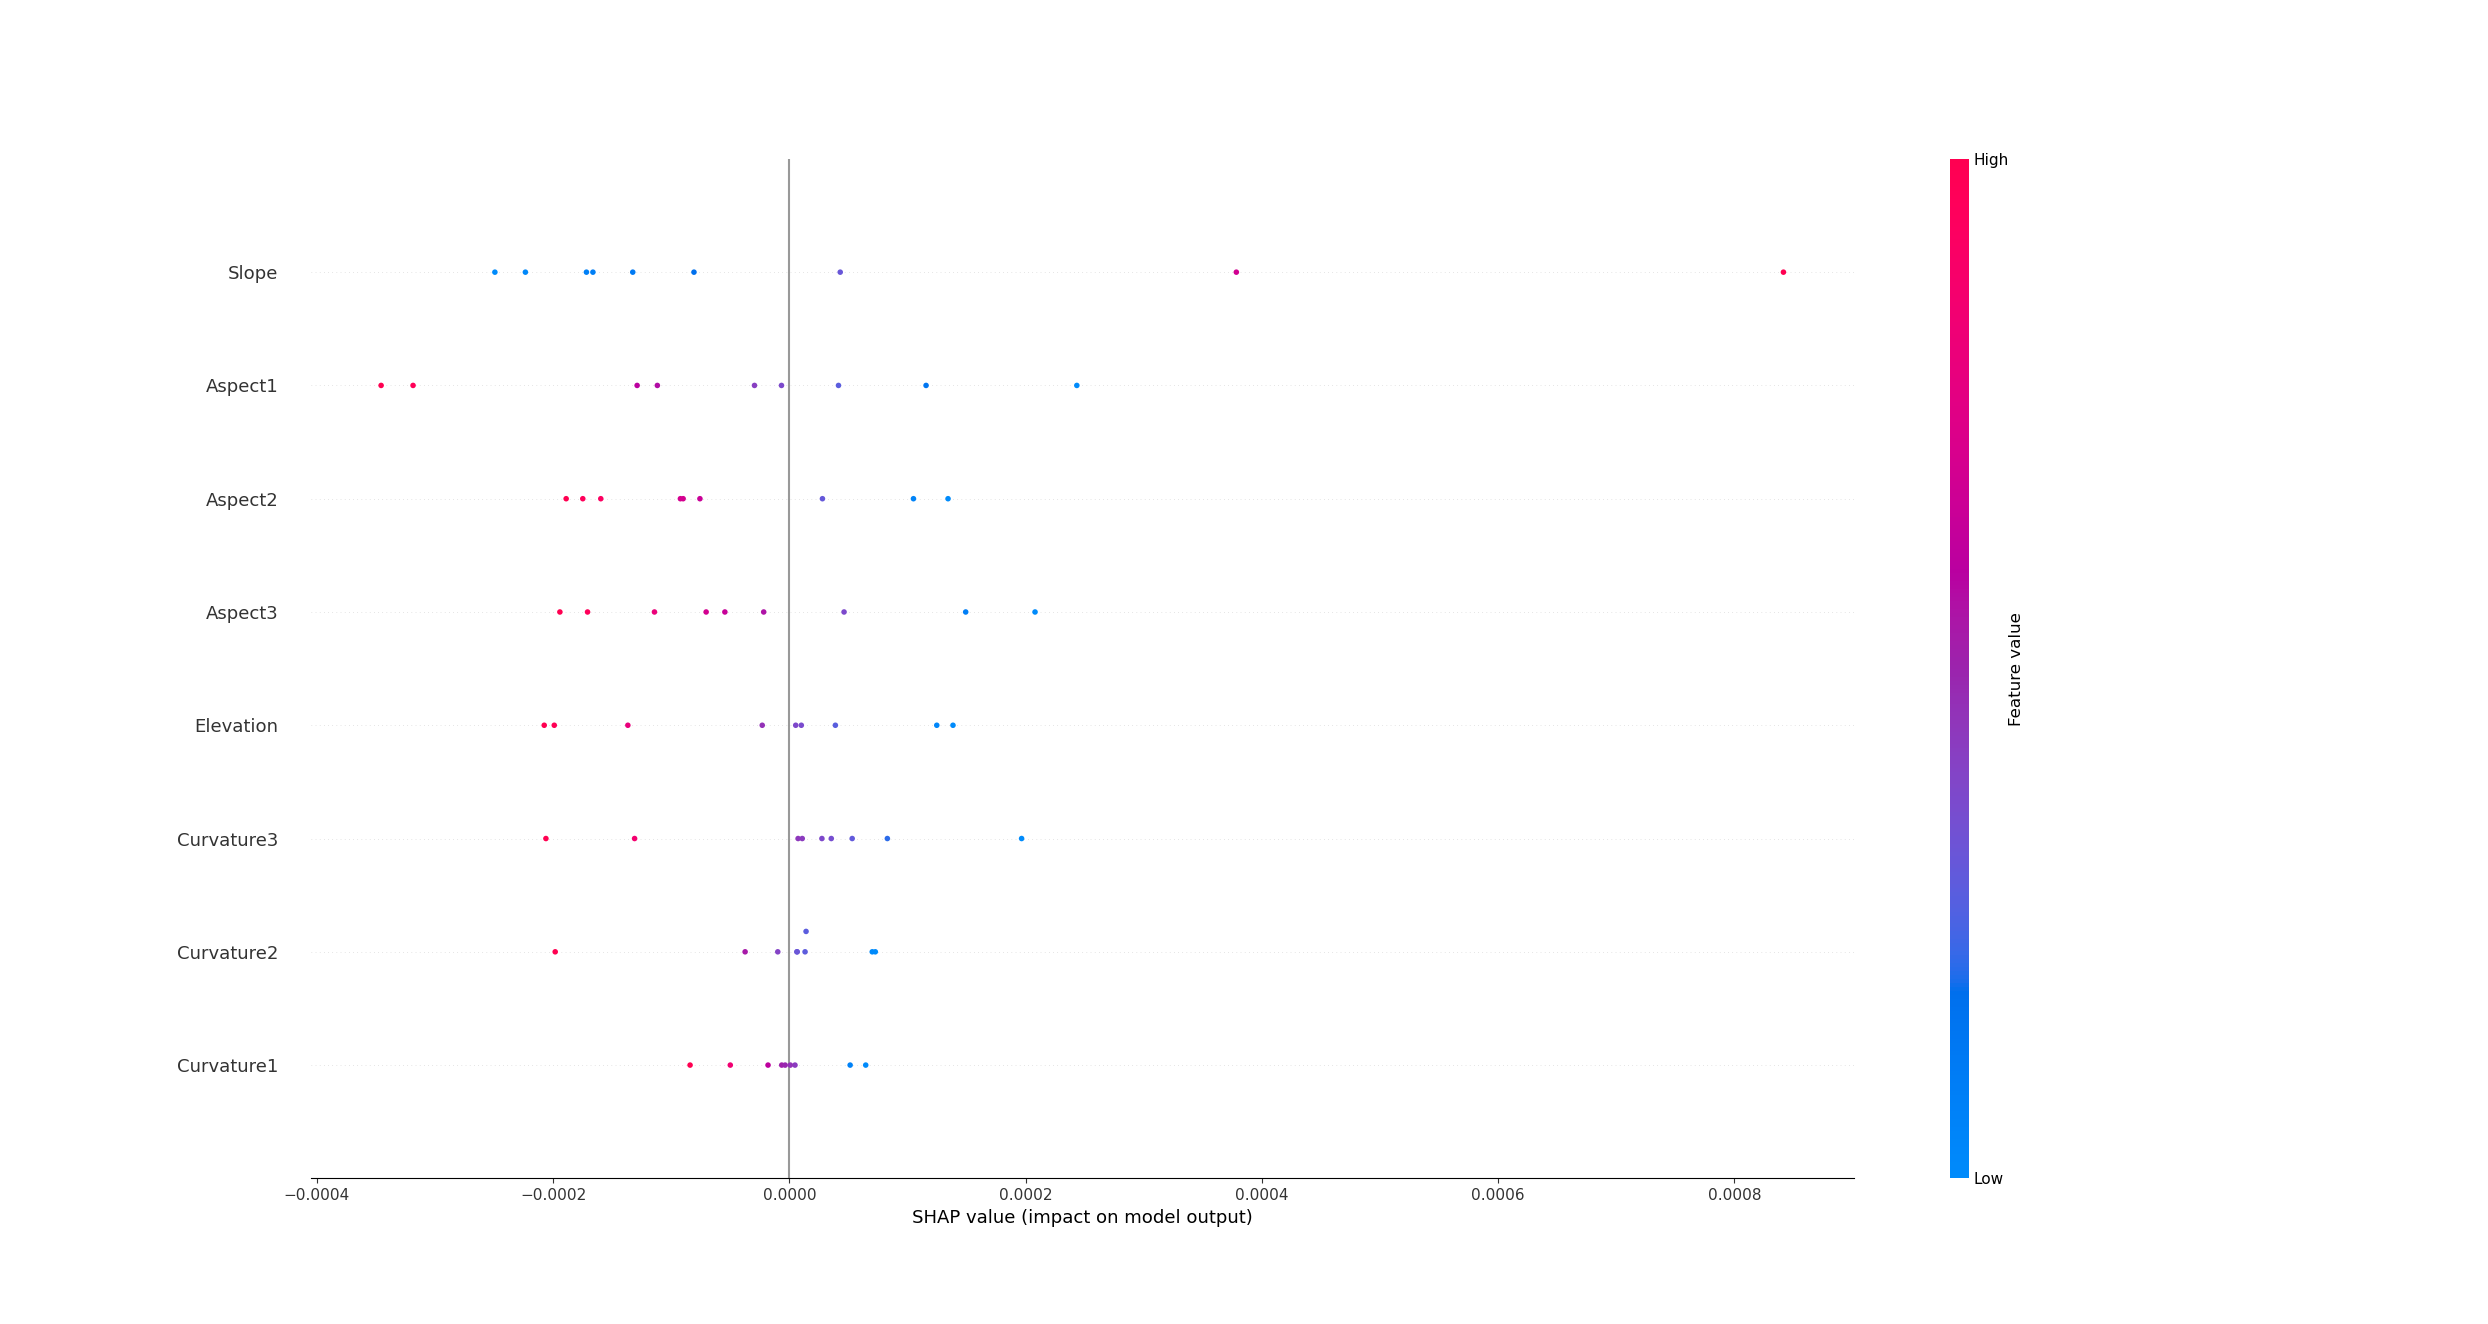 High
Slope
Aspect1
Aspect2
Aspect3
Elevation
Curvature3
Curvature2
Curvature1
Feature value
Low
−0.0004 −0.0002 0.0000 0.0002 0.0004 0.0006 0.0008
SHAP value (impact on model output)